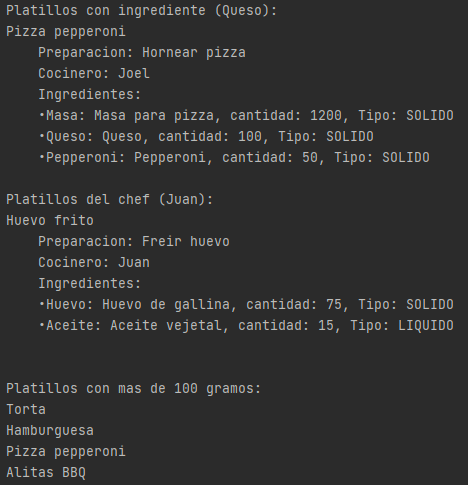 Platillos con ingrediente (Queso):
Pizza pepperoni
Preparacion: Hornear pizza
Cocinero: Joel
Ingredientes:
•Masa: Masa para pizza, cantidad: 1200, Tipo: SOLIDO
•Queso: Queso, cantidad: 100, Tipo: SOLIDO
•Pepperoni: Pepperoni, cantidad: 50, Tipo: SOLIDO
Platillos del chef (Juan):
Huevo frito
Preparacion: Freir huevo
Cocinero: Juan
Ingredientes:
•Huevo: Huevo de gallina, cantidad: 75, Tipo: SOLIDO
•Aceite: Aceite vejetal, cantidad: 15, Tipo: LIQUIDO
Platillos con mas de 100 gramos:
Torta
Hamburguesa
Pizza pepperoni
Alitas BBQ